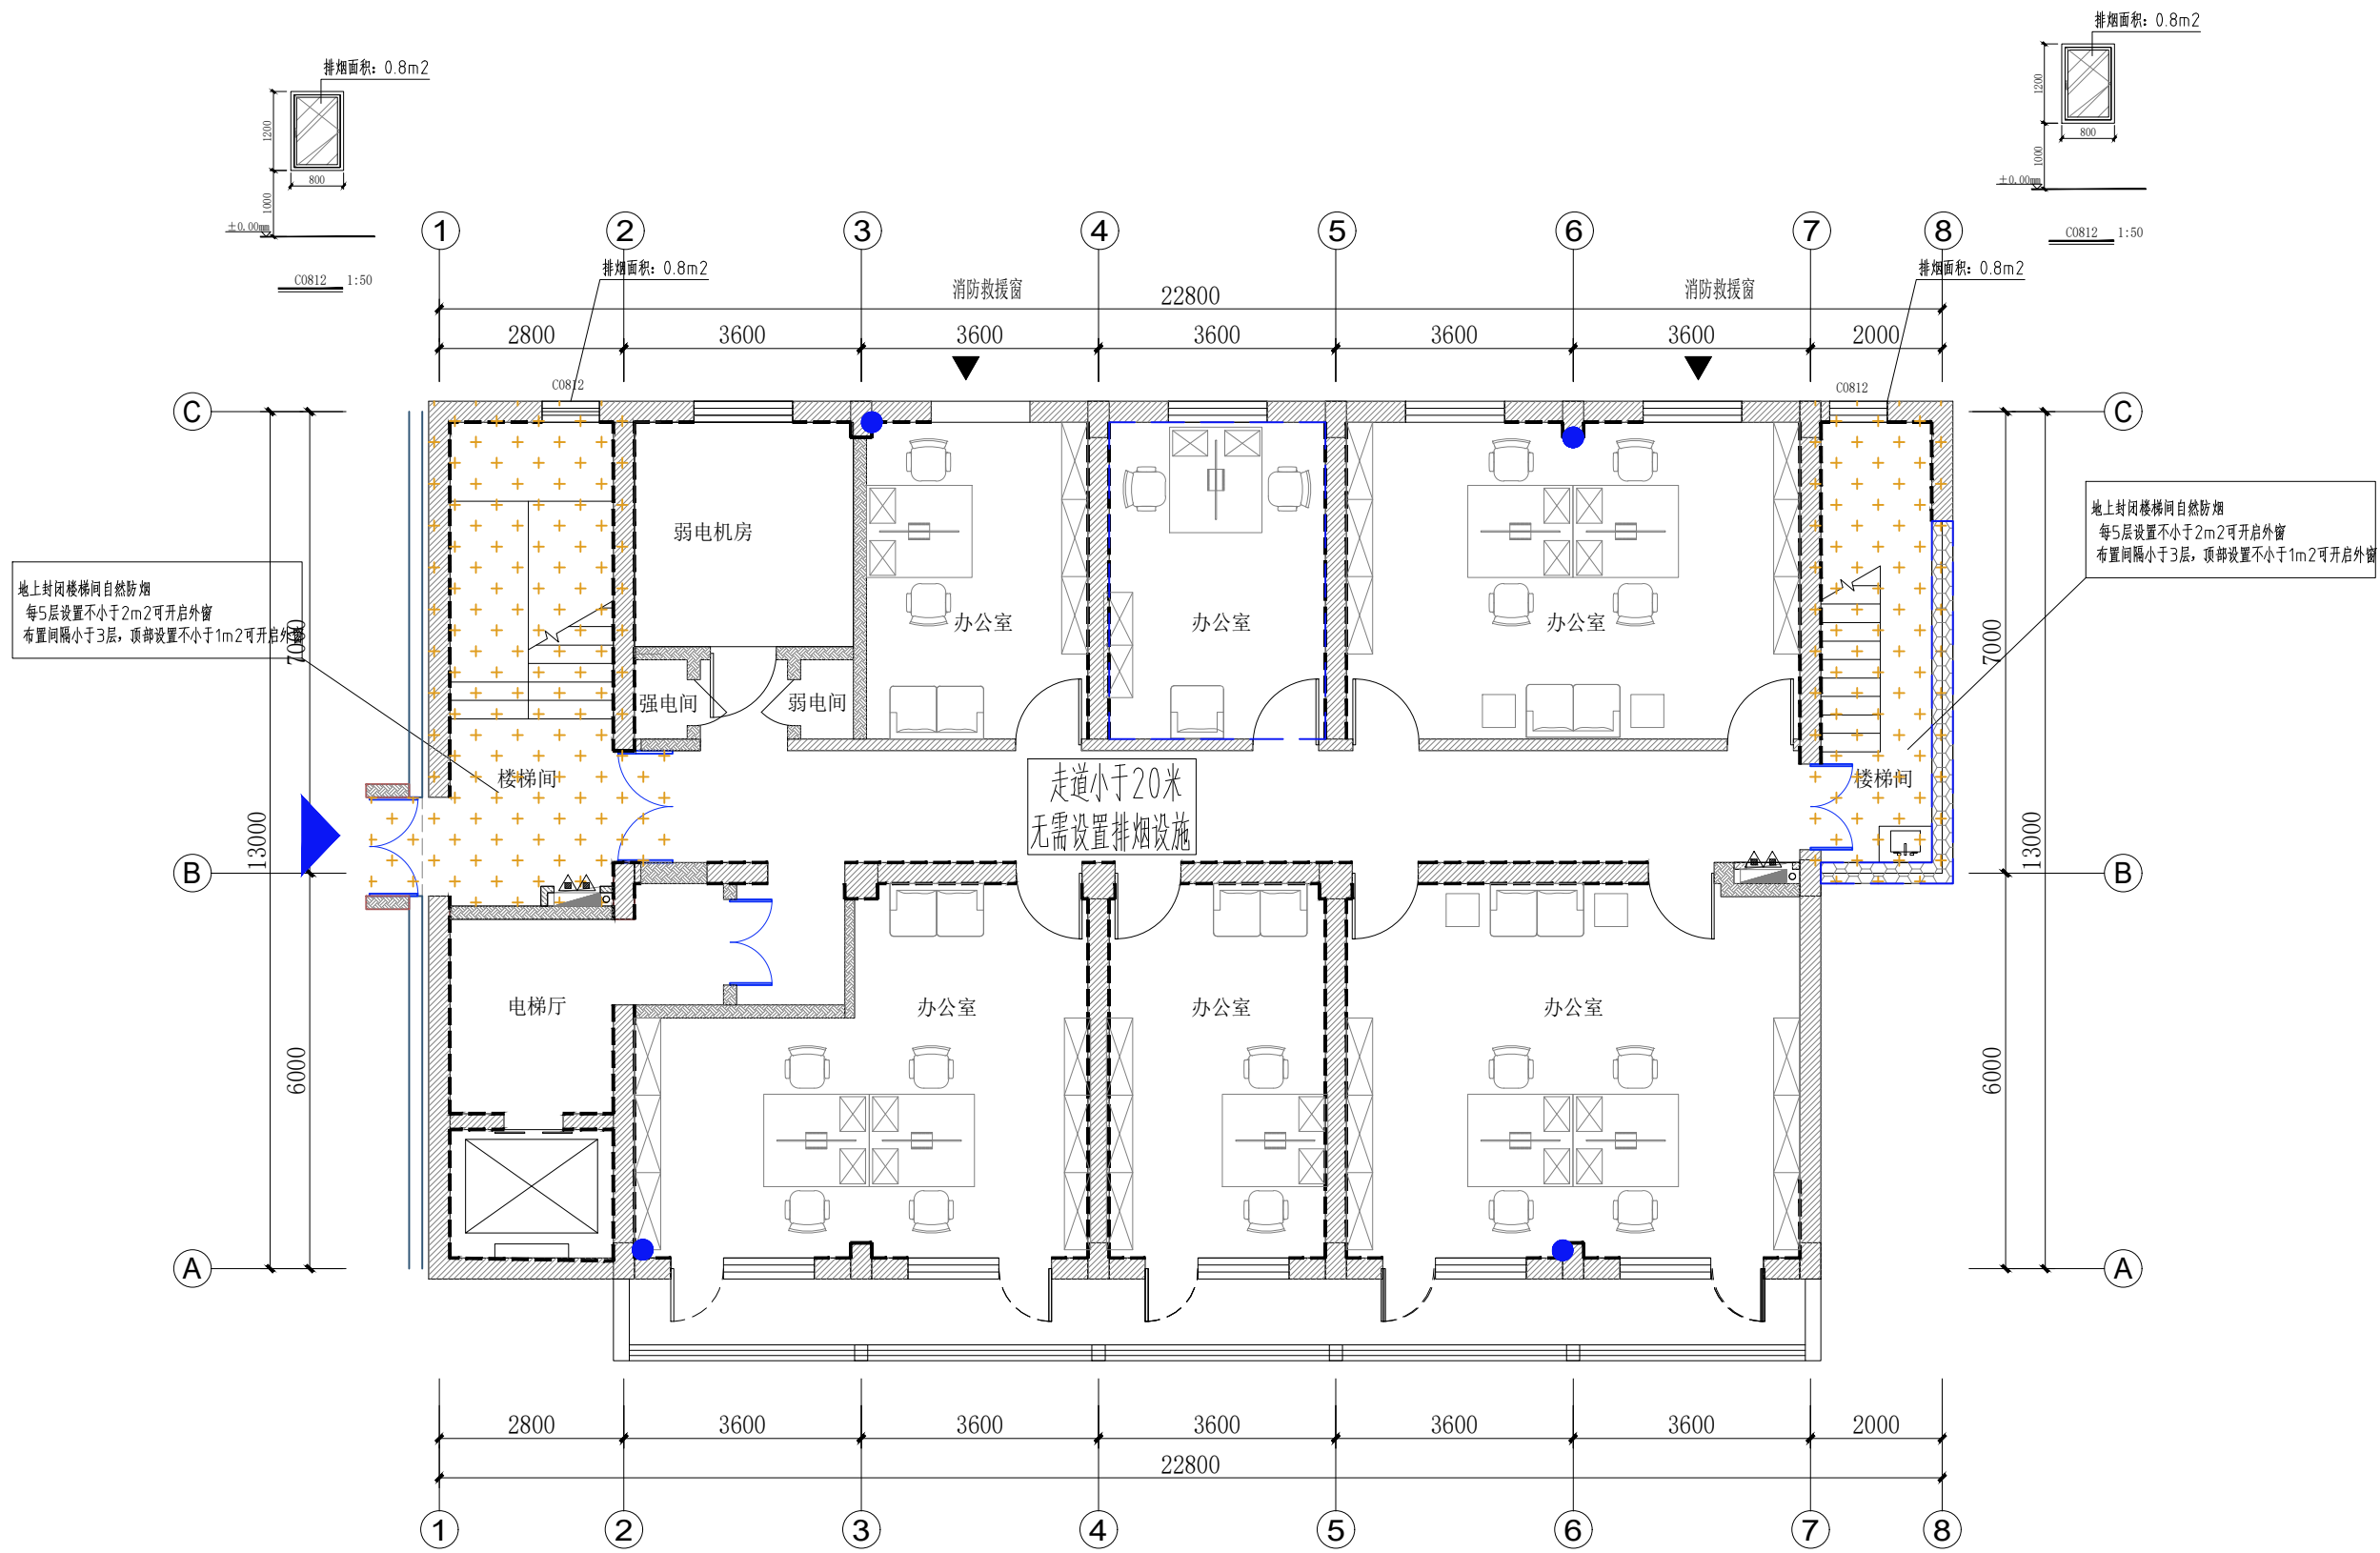 排烟面积: 0.8m2
排烟面积: 0.8m2
1200
800
1000
±0.00mm
C0812 1:50
1200
800
1000
±0.00mm
C0812 1:50
1 2 3 4 5 6 7 8
排烟面积: 0.8m2
排烟面积: 0.8m2
消防救援窗
消防救援窗
22800
2800 3600 3600 3600 3600 3600 2000
C0812
C0812
C
C
地上封闭楼梯间自然防烟
每5层设置不小于2m2可开启外窗
布置间隔小于3层, 顶部设置不小于1m2可开启外窗
地上封闭楼梯间自然防烟
每5层设置不小于2m2可开启外窗
布置间隔小于3层, 顶部设置不小于1m2可开启外窗
弱电机房
办公室
办公室
办公室
7000
7000
强电间
弱电间
楼梯间
楼梯间
走道小于20米
无需设置排烟设施
13000
13000
B
B
电梯厅
办公室
办公室
办公室
6000
6000
A
A
2800 3600 3600 3600 3600 3600 2000
22800
1 2 3 4 5 6 7 8